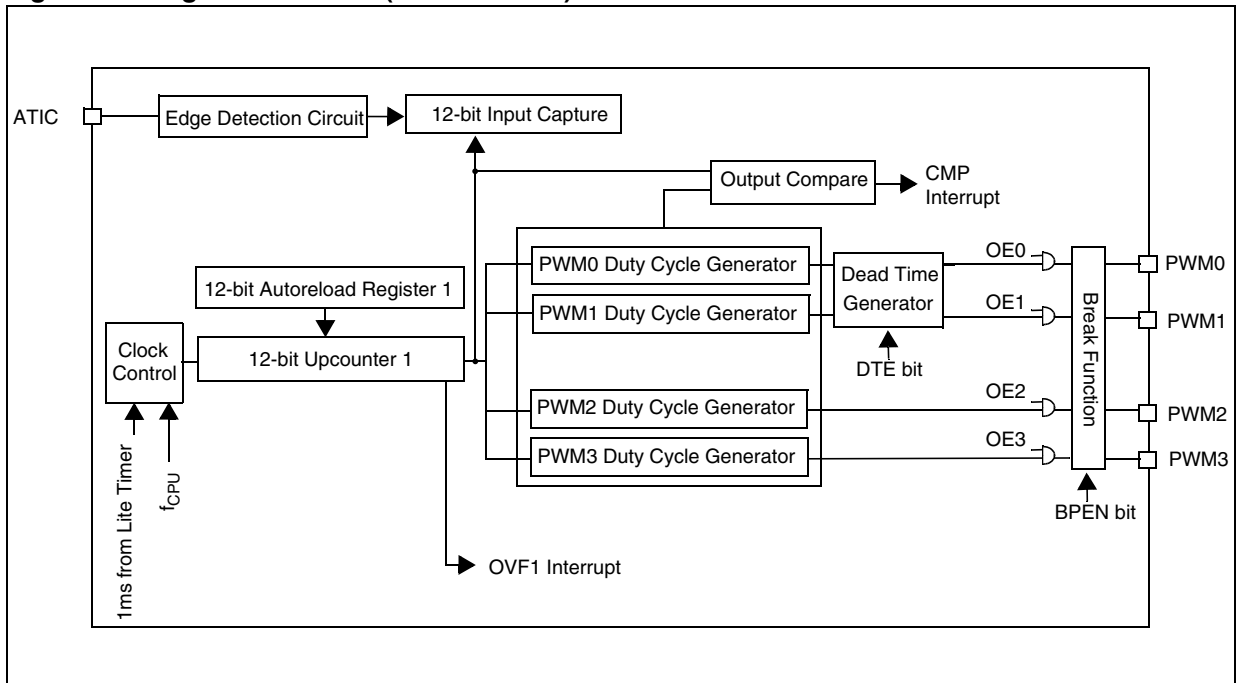 ATIC
Edge Detection Circuit
12-bit Input Capture
Output Compare
CMP
Interrupt
PWM0 Duty Cycle Generator
PWM1 Duty Cycle Generator
PWM2 Duty Cycle Generator
PWM3 Duty Cycle Generator
12-bit Autoreload Register 1
12-bit Upcounter 1
Clock
Control
1ms from Lite Timer
fCPU
OVF1 Interrupt
Dead Time
Generator
DTE bit
OE0
OE1
OE2
OE3
Break Function
BPEN bit
PWM0
PWM1
PWM2
PWM3